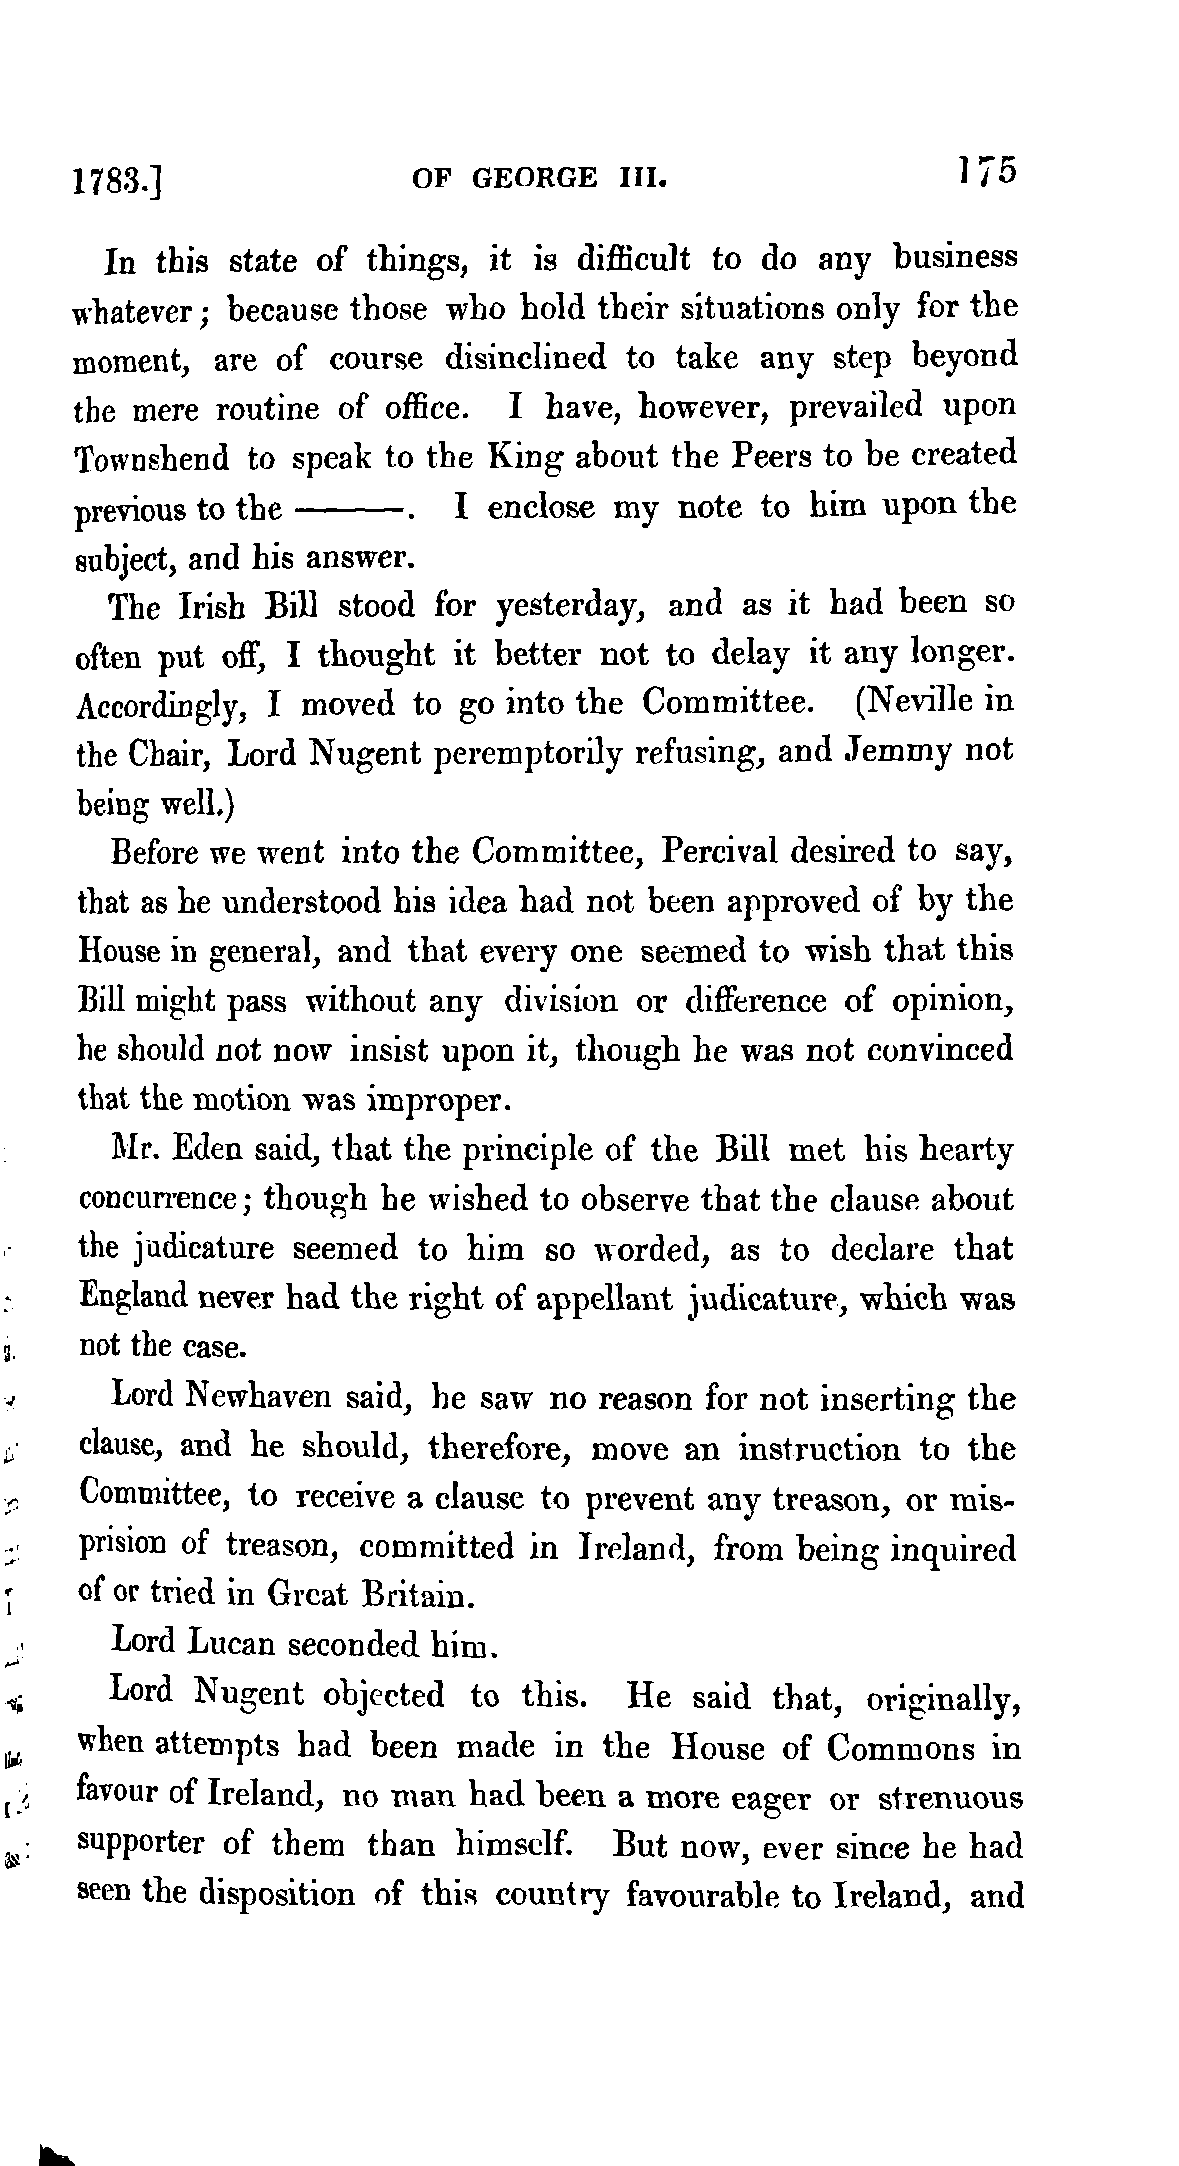 1783.] OF GEORGE III. 175
In this state of things, it is difficult to do any business
whatever; because those who hold their situations only for the
moment, are of course disinclined to take any step beyond
the mere routine of office. I have, however, prevailed upon
Townshend to speak to the King about the Peers to be created
previous to the ———. I enclose my note to him upon the
subject, and his answer.
The Irish Bill stood for yesterday, and as it had been so
often put off, I thought it better not to delay it any longer.
Accordingly, I moved to go into the Committee. (Neville in
the Chair, Lord Nugent peremptorily refusing, and Jemmy not
being well.)
Before we went into the Committee, Percival desired to say,
that as he understood his idea had not been approved of by the
House in general, and that every one seemed to wish that this
Bill might pass without any division or difference of opinion,
he should not now insist upon it, though he was not convinced
that the motion was improper.
Mr. Eden said, that the principle of the Bill met his hearty
concurrence; though he wished to observe that the clause about
the judicature seemed to him so worded, as to declare that
England never had the right of appellant judicature, which was
not the case.
Lord Newhaven said, he saw no reason for not inserting the
clause, and he should, therefore, move an instruction to the
Committee, to receive a clause to prevent any treason, or mis-
prision of treason, committed in Ireland, from being inquired
of or tried in Great Britain.
Lord Lucan seconded him.
Lord Nugent objected to this. He said that, originally,
when attempts had been made in the House of Commons in
favour of Ireland, no man had been a more eager or strenuous
supporter of them than himself. But now, ever since he had
seen the disposition of this country favourable to Ireland, and